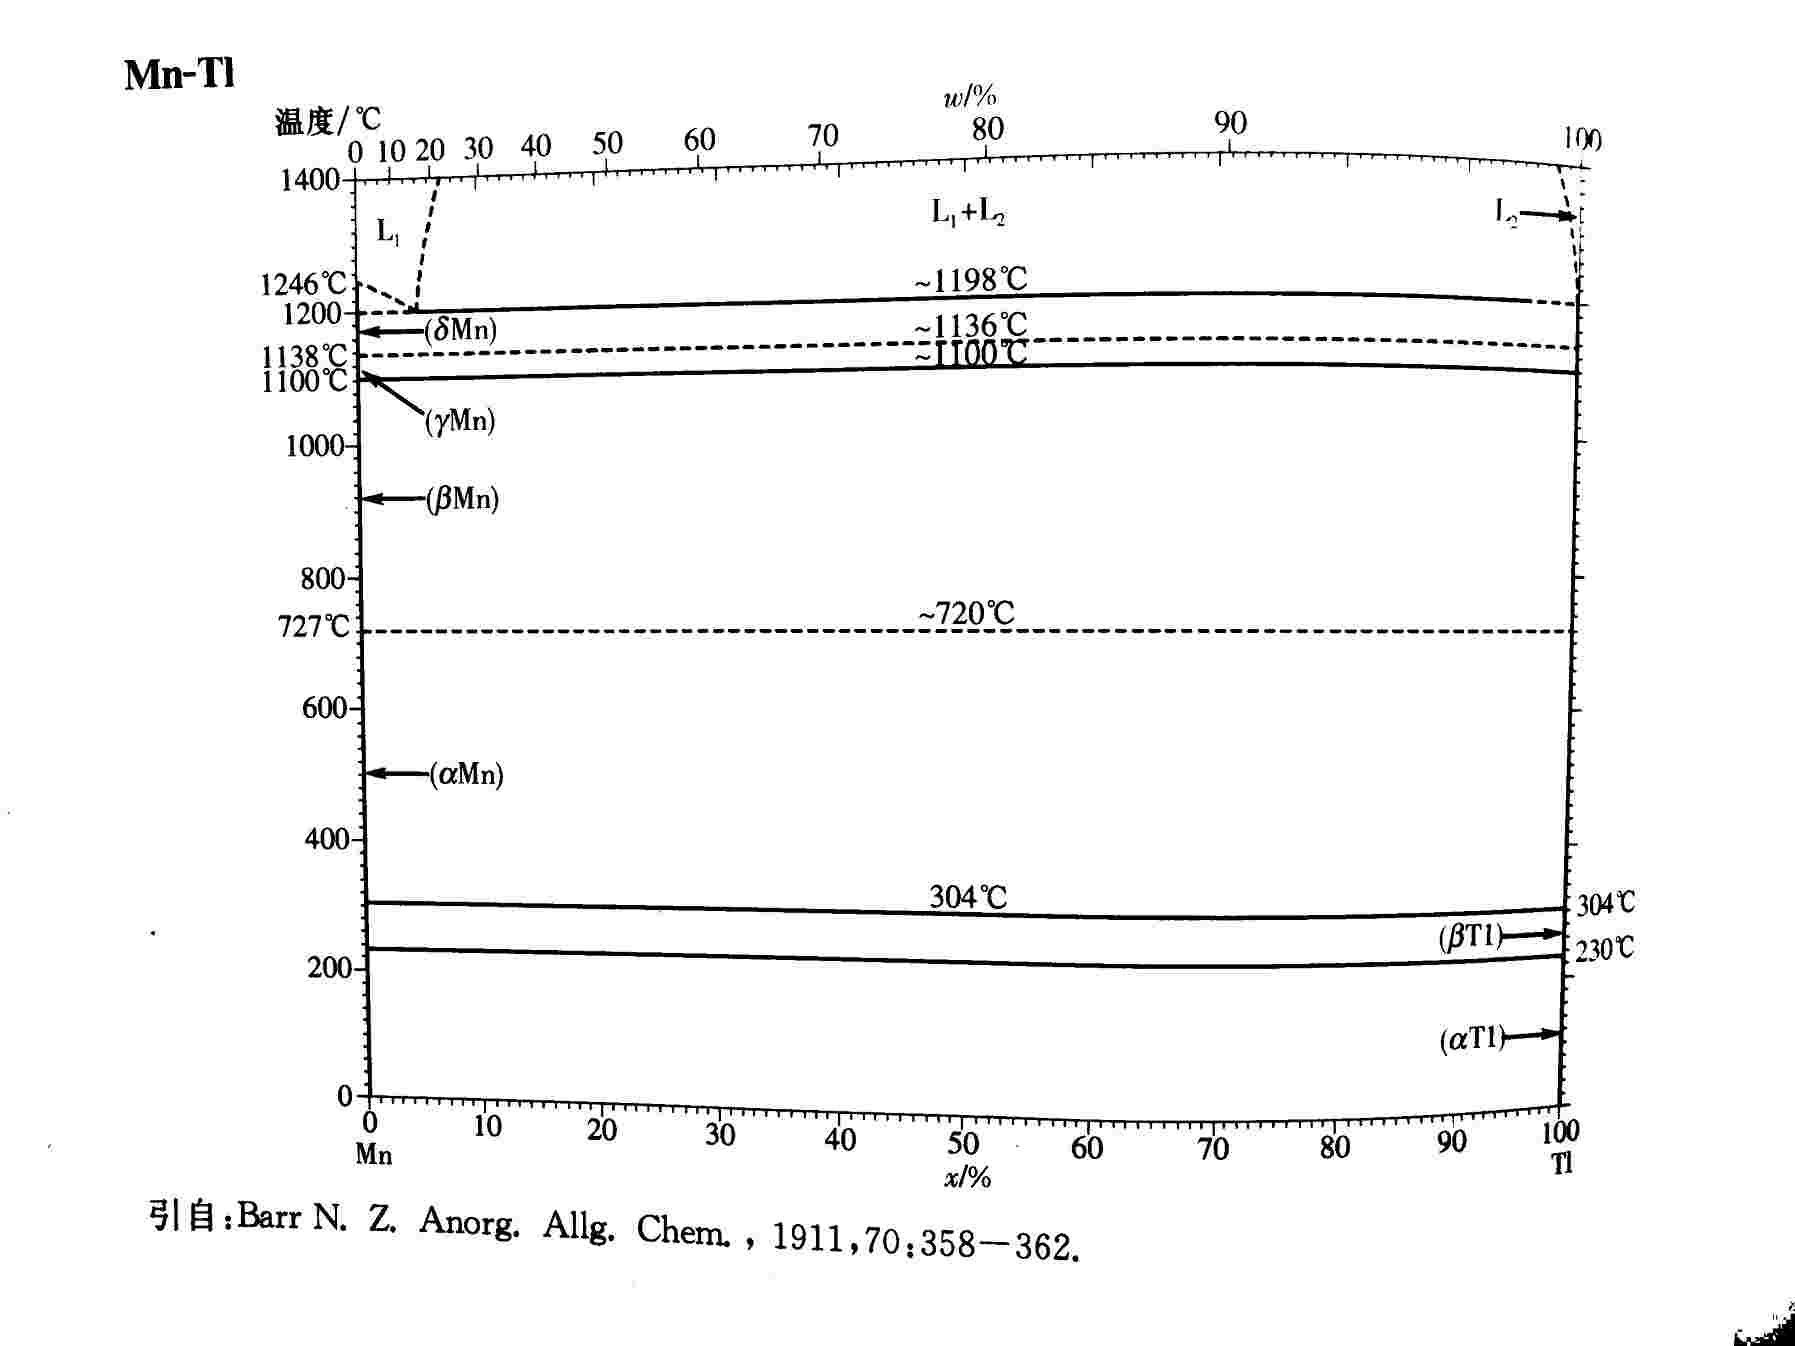 Mn-Tl
w/%
温度/℃
0 10 20 30 40 50 60 70 80 90 100
1400
L₁
L₁+L₂
L₂
1246℃
~1198℃
1200
(δMn)
~1136℃
1138℃
~1100℃
1100℃
(γMn)
1000
(βMn)
800
~720℃
727℃
600
(αMn)
400
304℃
304℃
(βTl)
230℃
200
(αTl)
0
0 10 20 30 40 50 60 70 80 90 100
Mn
Tl
x/%
引自:Barr N. Z. Anorg. Allg. Chem., 1911,70:358—362.